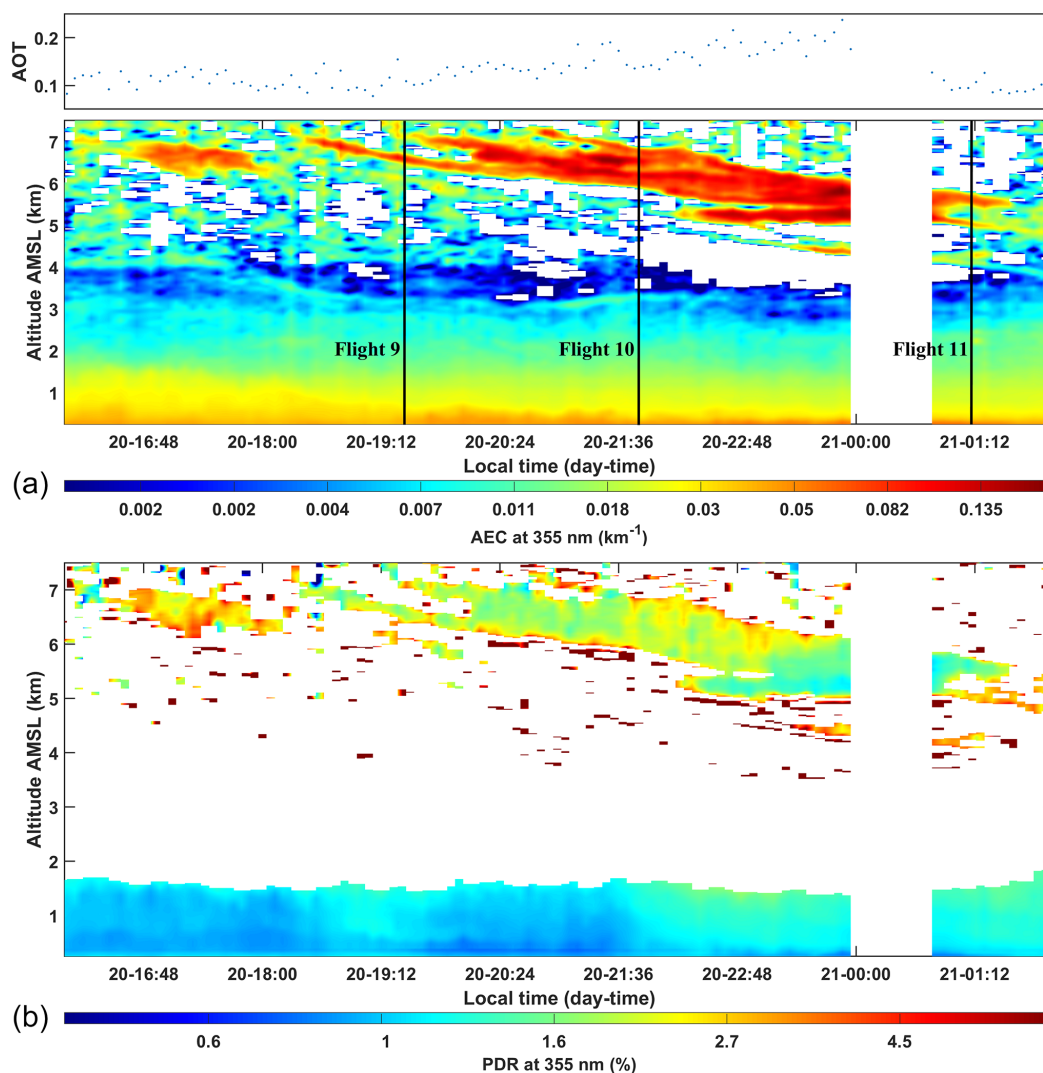 0.2
0.1
AOT
7
6
5
4
3
2
1
Altitude AMSL (km)
Flight 9
Flight 10
Flight 11
20-16:48 20-18:00 20-19:12 20-20:24 20-21:36 20-22:48 21-00:00 21-01:12
Local time (day-time)
(a)
0.002 0.002 0.004 0.007 0.011 0.018 0.03 0.05 0.082 0.135
AEC at 355 nm (km⁻¹)
7
6
5
4
3
2
1
Altitude AMSL (km)
20-16:48 20-18:00 20-19:12 20-20:24 20-21:36 20-22:48 21-00:00 21-01:12
Local time (day-time)
(b)
0.6 1 1.6 2.7 4.5
PDR at 355 nm (%)